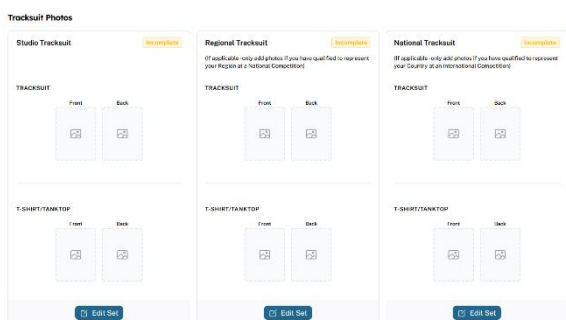 Tracksuit Photos
Studio Tracksuit
Incomplete
TRACKSUIT
Front Back
T-SHIRT/TANKTOP
Front Back
Edit Set
Regional Tracksuit
Incomplete
(If applicable -only add photos if you have qualified to represent
your Region at a National Competition)
TRACKSUIT
Front Back
T-SHIRT/TANKTOP
Front Back
Edit Set
National Tracksuit
Incomplete
(If applicable -only add photos if you have qualified to represent
your Country at an International Competition)
TRACKSUIT
Front Back
T-SHIRT/TANKTOP
Front Back
Edit Set